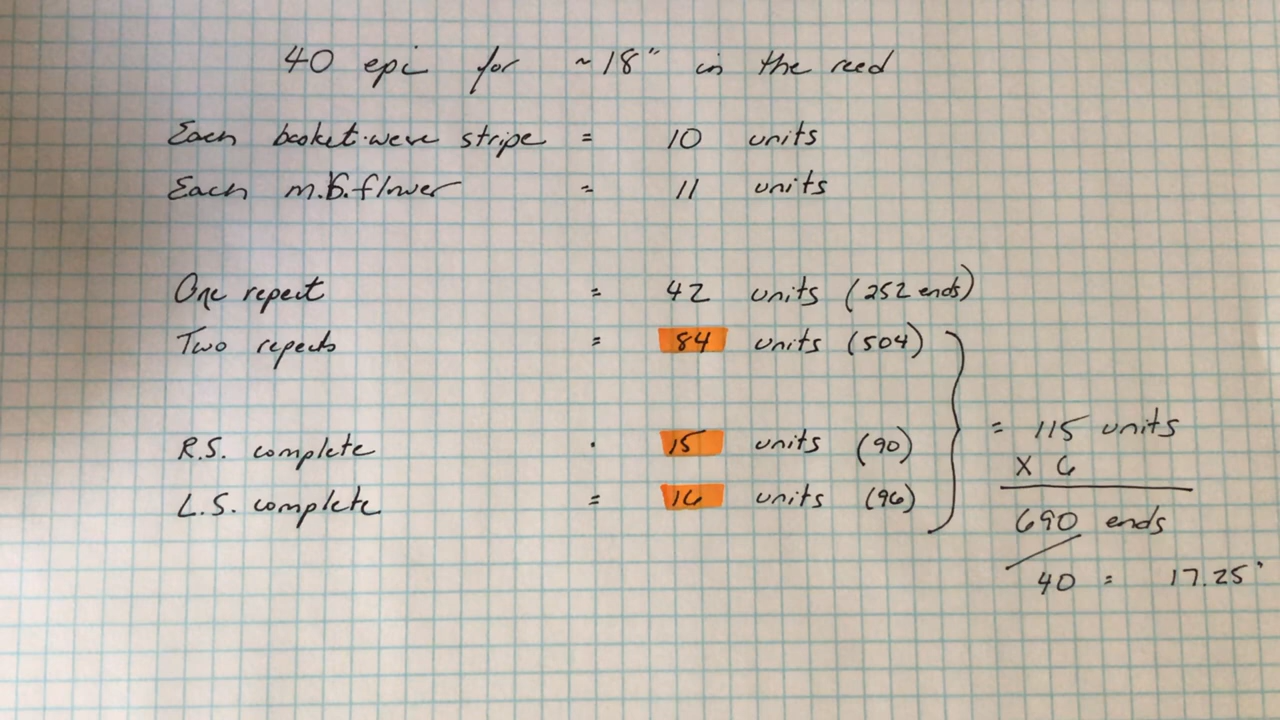 40 epi for ~18" in the reed
Each basket weve stripe = 10 units
Each m.b.flower = 11 units
One repeat = 42 units (252 ends)
Two repeats = 84 units (504)
R.S. complete · 15 units (90)
L.S. complete = 16 units (96)
= 115 units
X 6
690 ends
/ 40 = 17.25"